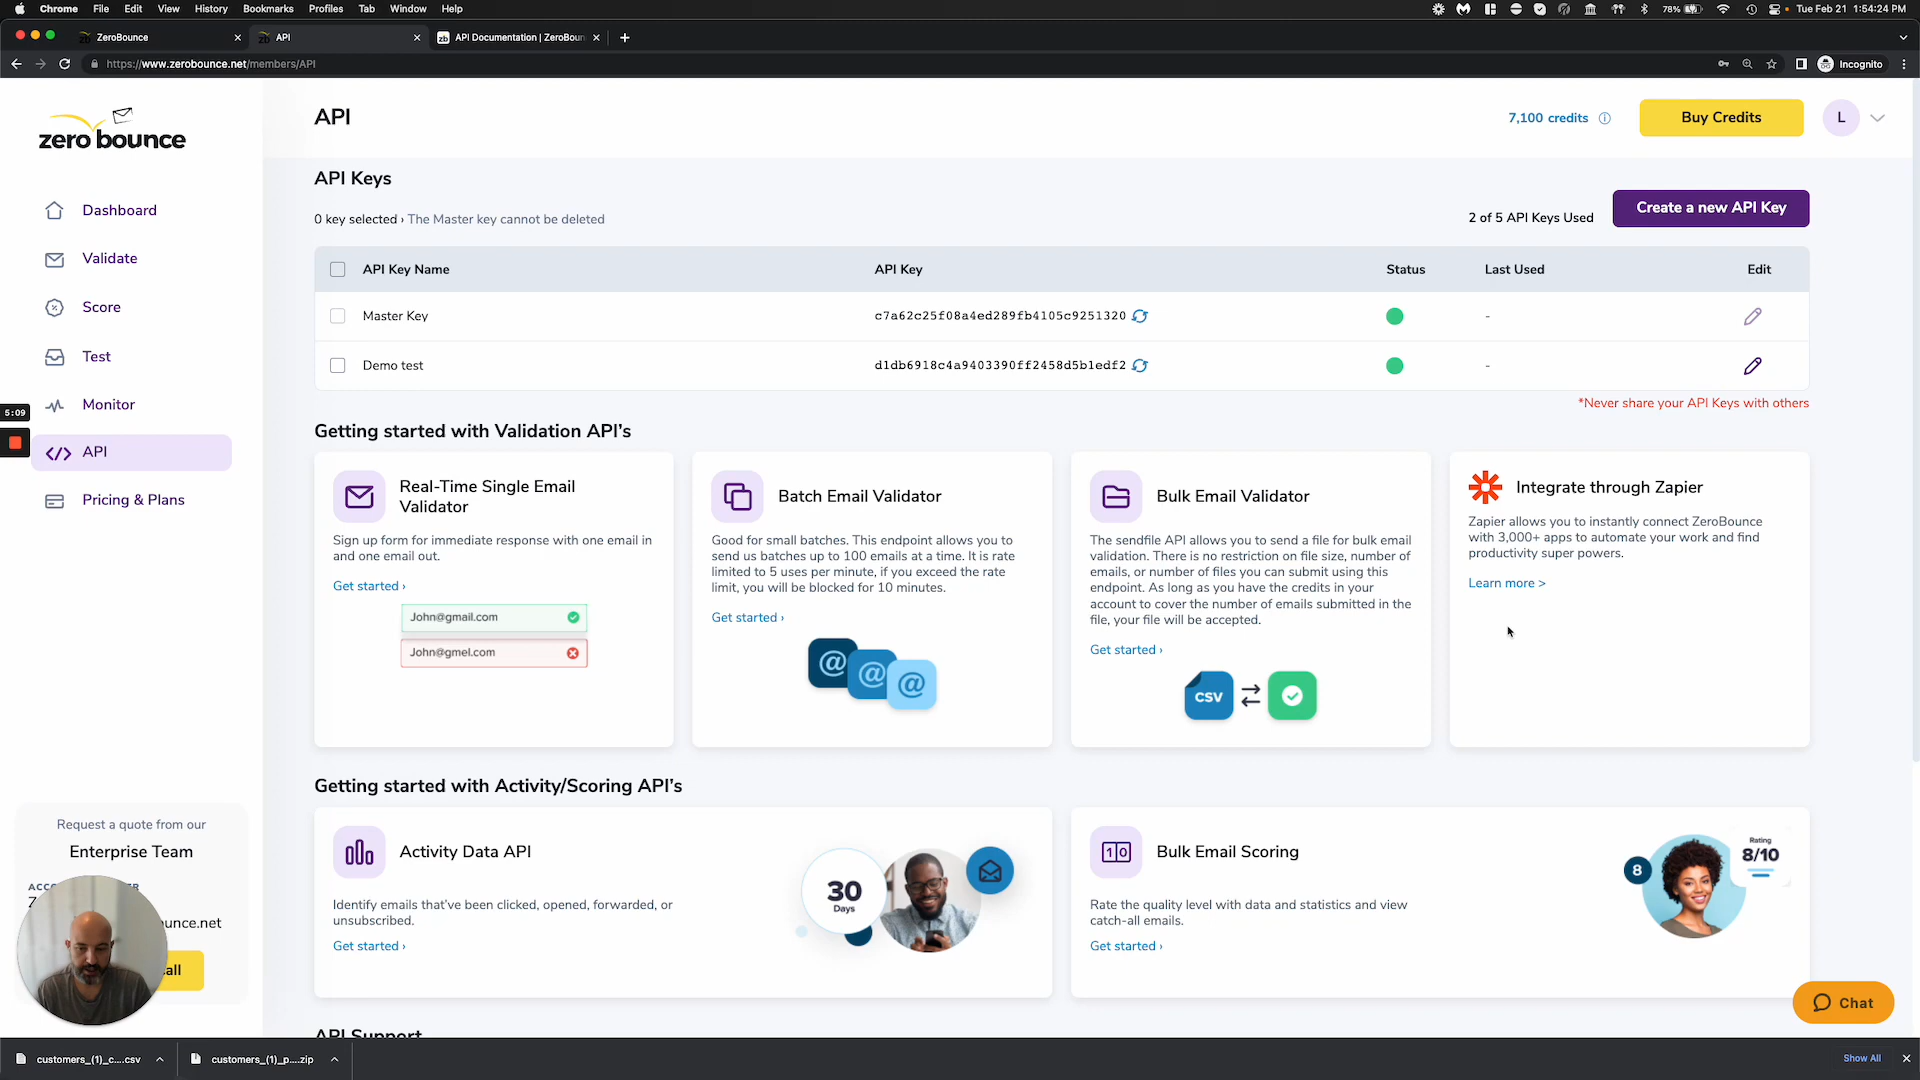 Chrome File Edit View History Bookmarks Profiles Tab Window Help
78% Tue Feb 21 1:54:24 PM
ZeroBounce
API
API Documentation | ZeroBoun
https://www.zerobounce.net/members/API
Incognito
zero bounce
API
7,100 credits
Buy Credits
L
Dashboard
Validate
Score
Test
Monitor
API
Pricing & Plans
5:09
API Keys
0 key selected › The Master key cannot be deleted
2 of 5 API Keys Used
Create a new API Key
API Key Name API Key Status Last Used Edit
Master Key c7a62c25f08a4ed289fb4105c9251320 -
Demo test d1db6918c4a9403390ff2458d5b1edf2 -
*Never share your API Keys with others
Getting started with Validation API's
Real-Time Single Email
Validator
Sign up form for immediate response with one email in
and one email out.
Get started ›
John@gmail.com
John@gmel.com
Batch Email Validator
Good for small batches. This endpoint allows you to
send us batches up to 100 emails at a time. It is rate
limited to 5 uses per minute, if you exceed the rate
limit, you will be blocked for 10 minutes.
Get started ›
@ @ @
Bulk Email Validator
The sendfile API allows you to send a file for bulk email
validation. There is no restriction on file size, number of
emails, or number of files you can submit using this
endpoint. As long as you have the credits in your
account to cover the number of emails submitted in the
file, your file will be accepted.
Get started ›
CSV
Integrate through Zapier
Zapier allows you to instantly connect ZeroBounce
with 3,000+ apps to automate your work and find
productivity super powers.
Learn more >
Getting started with Activity/Scoring API's
Activity Data API
Identify emails that've been clicked, opened, forwarded, or
unsubscribed.
Get started ›
30
Days
Bulk Email Scoring
Rate the quality level with data and statistics and view
catch-all emails.
Get started ›
8
Rating
8/10
Request a quote from our
Enterprise Team
ounce.net
all
API Support
Chat
customers_(1)_c....csv
customers_(1)_p....zip
Show All